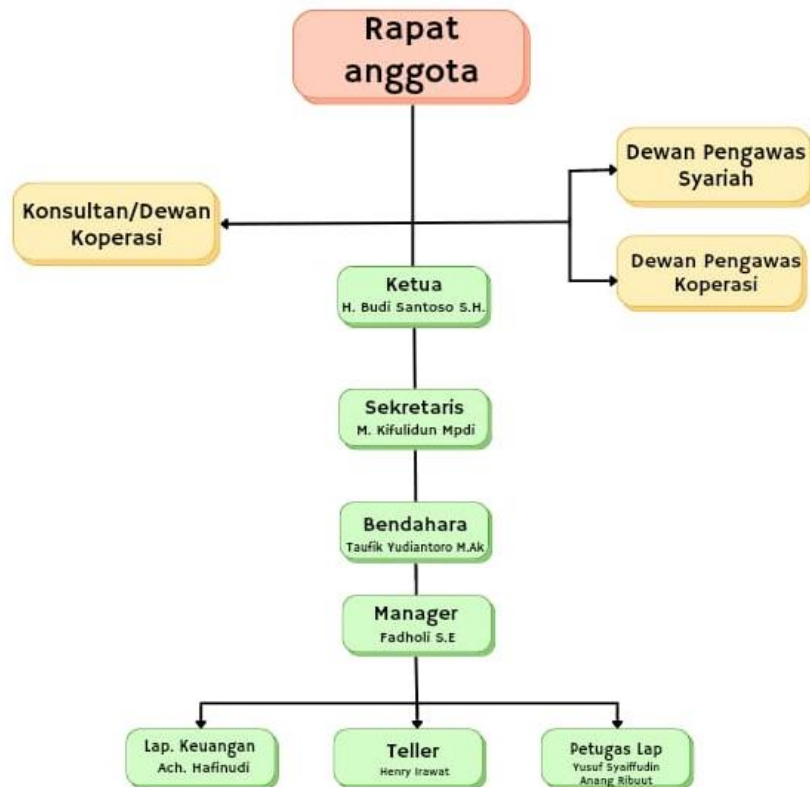 Rapat
anggota
Dewan Pengawas
Syariah
Konsultan/Dewan
Koperasi
Dewan Pengawas
Koperasi
Ketua
H. Budi Santoso S.H.
Sekretaris
M. Kifulidun Mpdi
Bendahara
Taufik Yudiantoro M.Ak
Manager
Fadholi S.E
Lap. Keuangan
Ach. Hafinudi
Teller
Henry Irawat
Petugas Lap
Yusuf Syaiffudin
Anang Ribuut